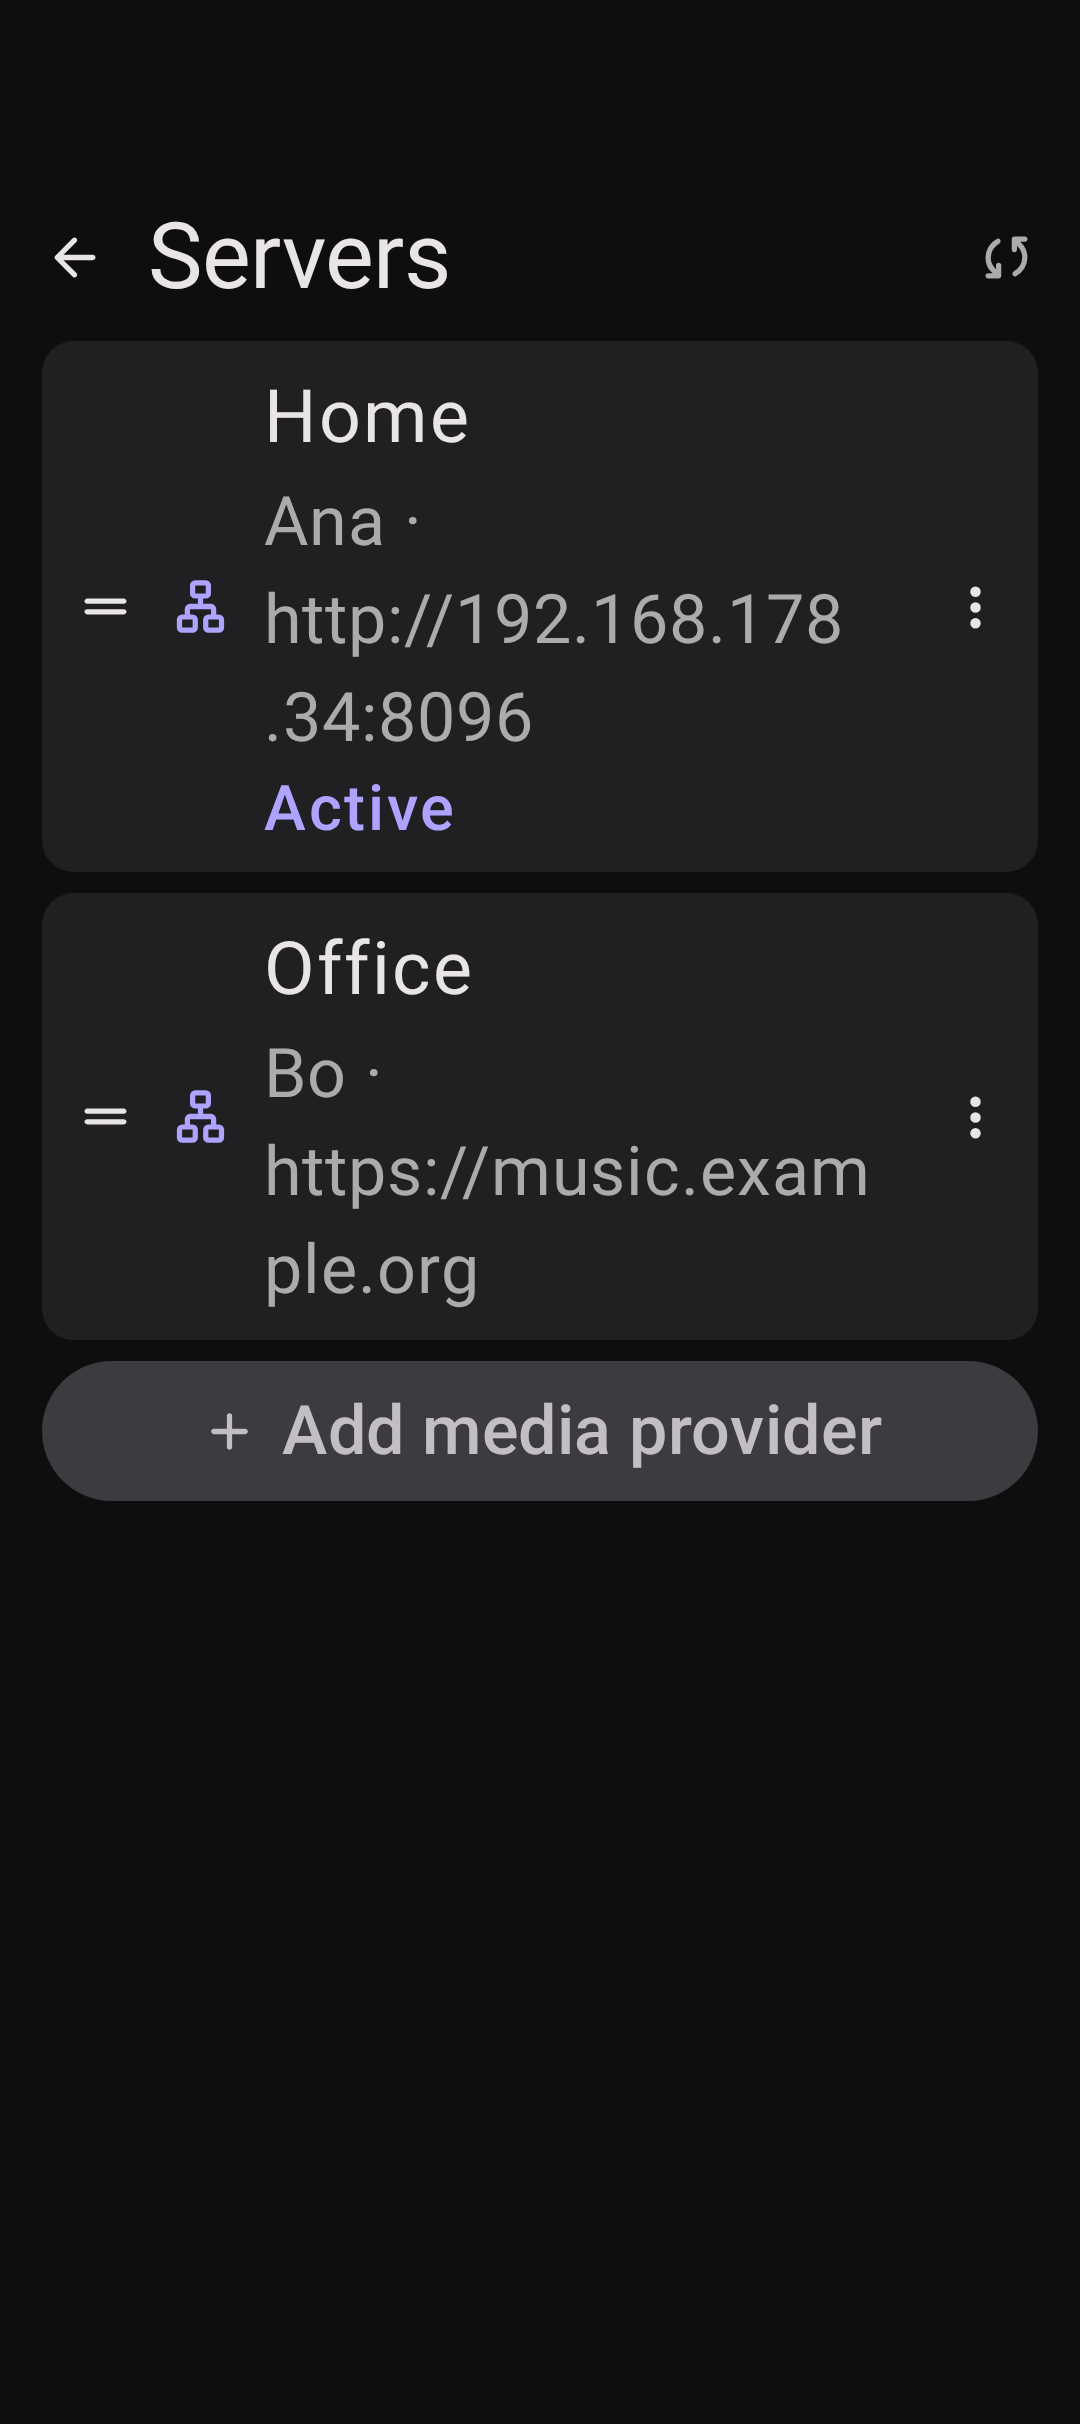 Servers
Home
Ana ·
http://192.168.178
.34:8096
Active
Office
Bo ·
https://music.exam
ple.org
Add media provider